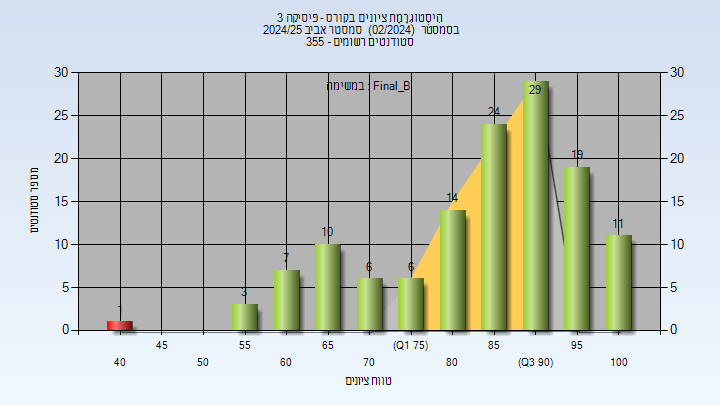 היסטוגרמת ציונים בקורס - פיסיקה 3
בסמסטר (02/2024) סמסטר אביב 2024/25
סטודנטים רשומים - 355
במשימה : Final_B
מספר סטודנטים
30 30
25 25
20 20
15 15
10 10
5 5
0 0
1 3 7 10 6 6 14 24 29 19 11
45 55 65 (Q1 75) 85 95
40 50 60 70 80 (Q3 90) 100
טווח ציונים